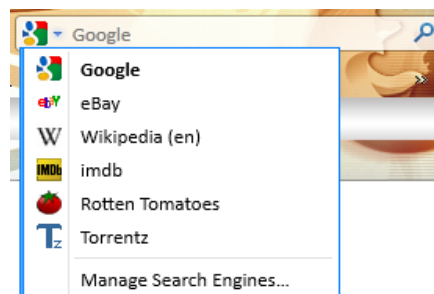 Google
Google
eBay
Wikipedia (en)
imdb
Rotten Tomatoes
Torrentz
Manage Search Engines...